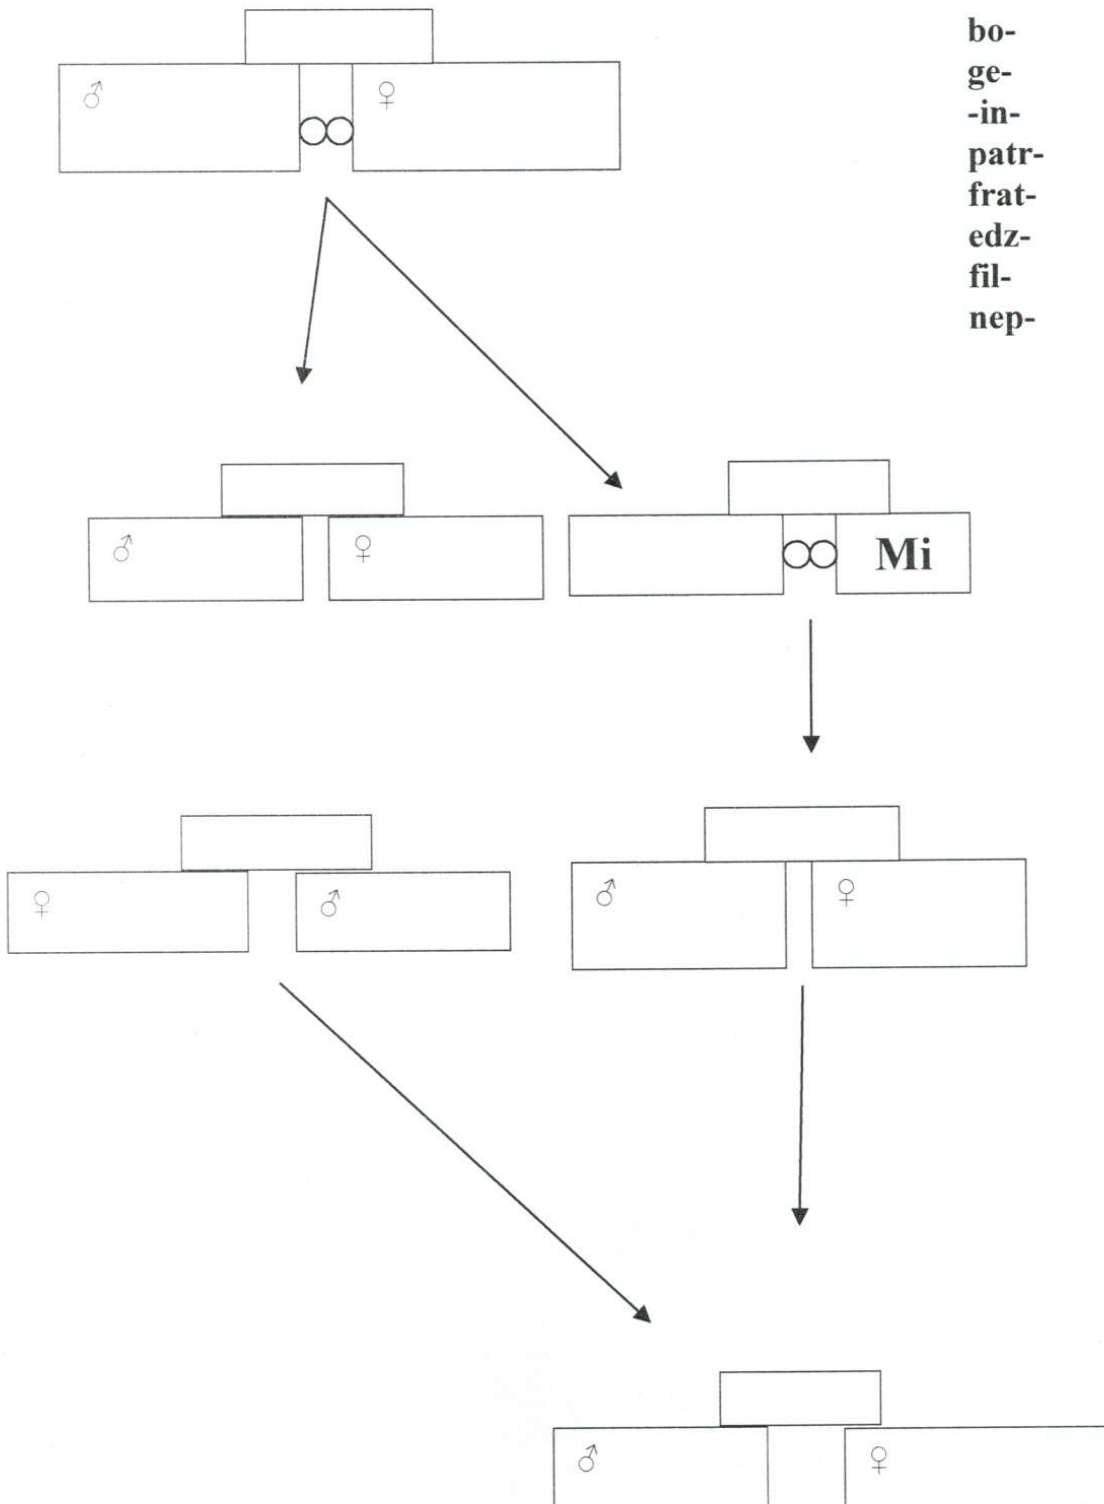 bo-
ge-
-in-
patr-
frat-
edz-
fil-
nep-
♂ ♀
♂ ♀
Mi
♀ ♂
♂ ♀
♂ ♀